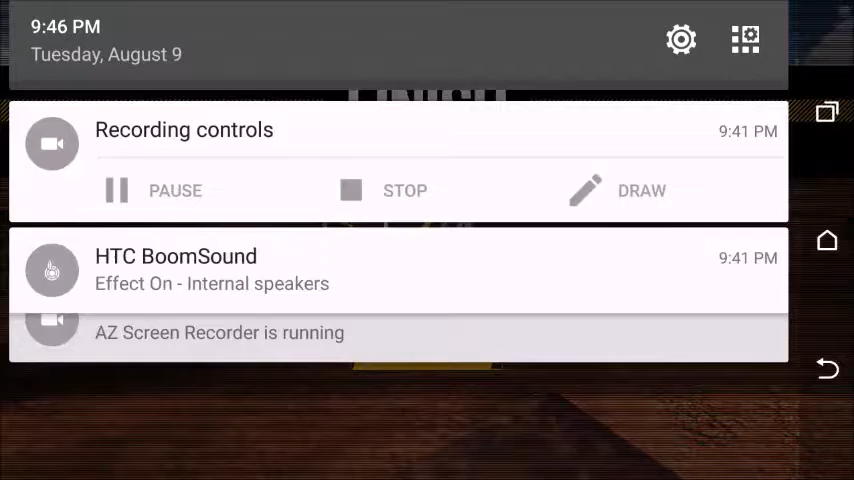 9:46 PM
Tuesday, August 9
Recording controls
9:41 PM
PAUSE
STOP
DRAW
HTC BoomSound
9:41 PM
Effect On - Internal speakers
AZ Screen Recorder is running